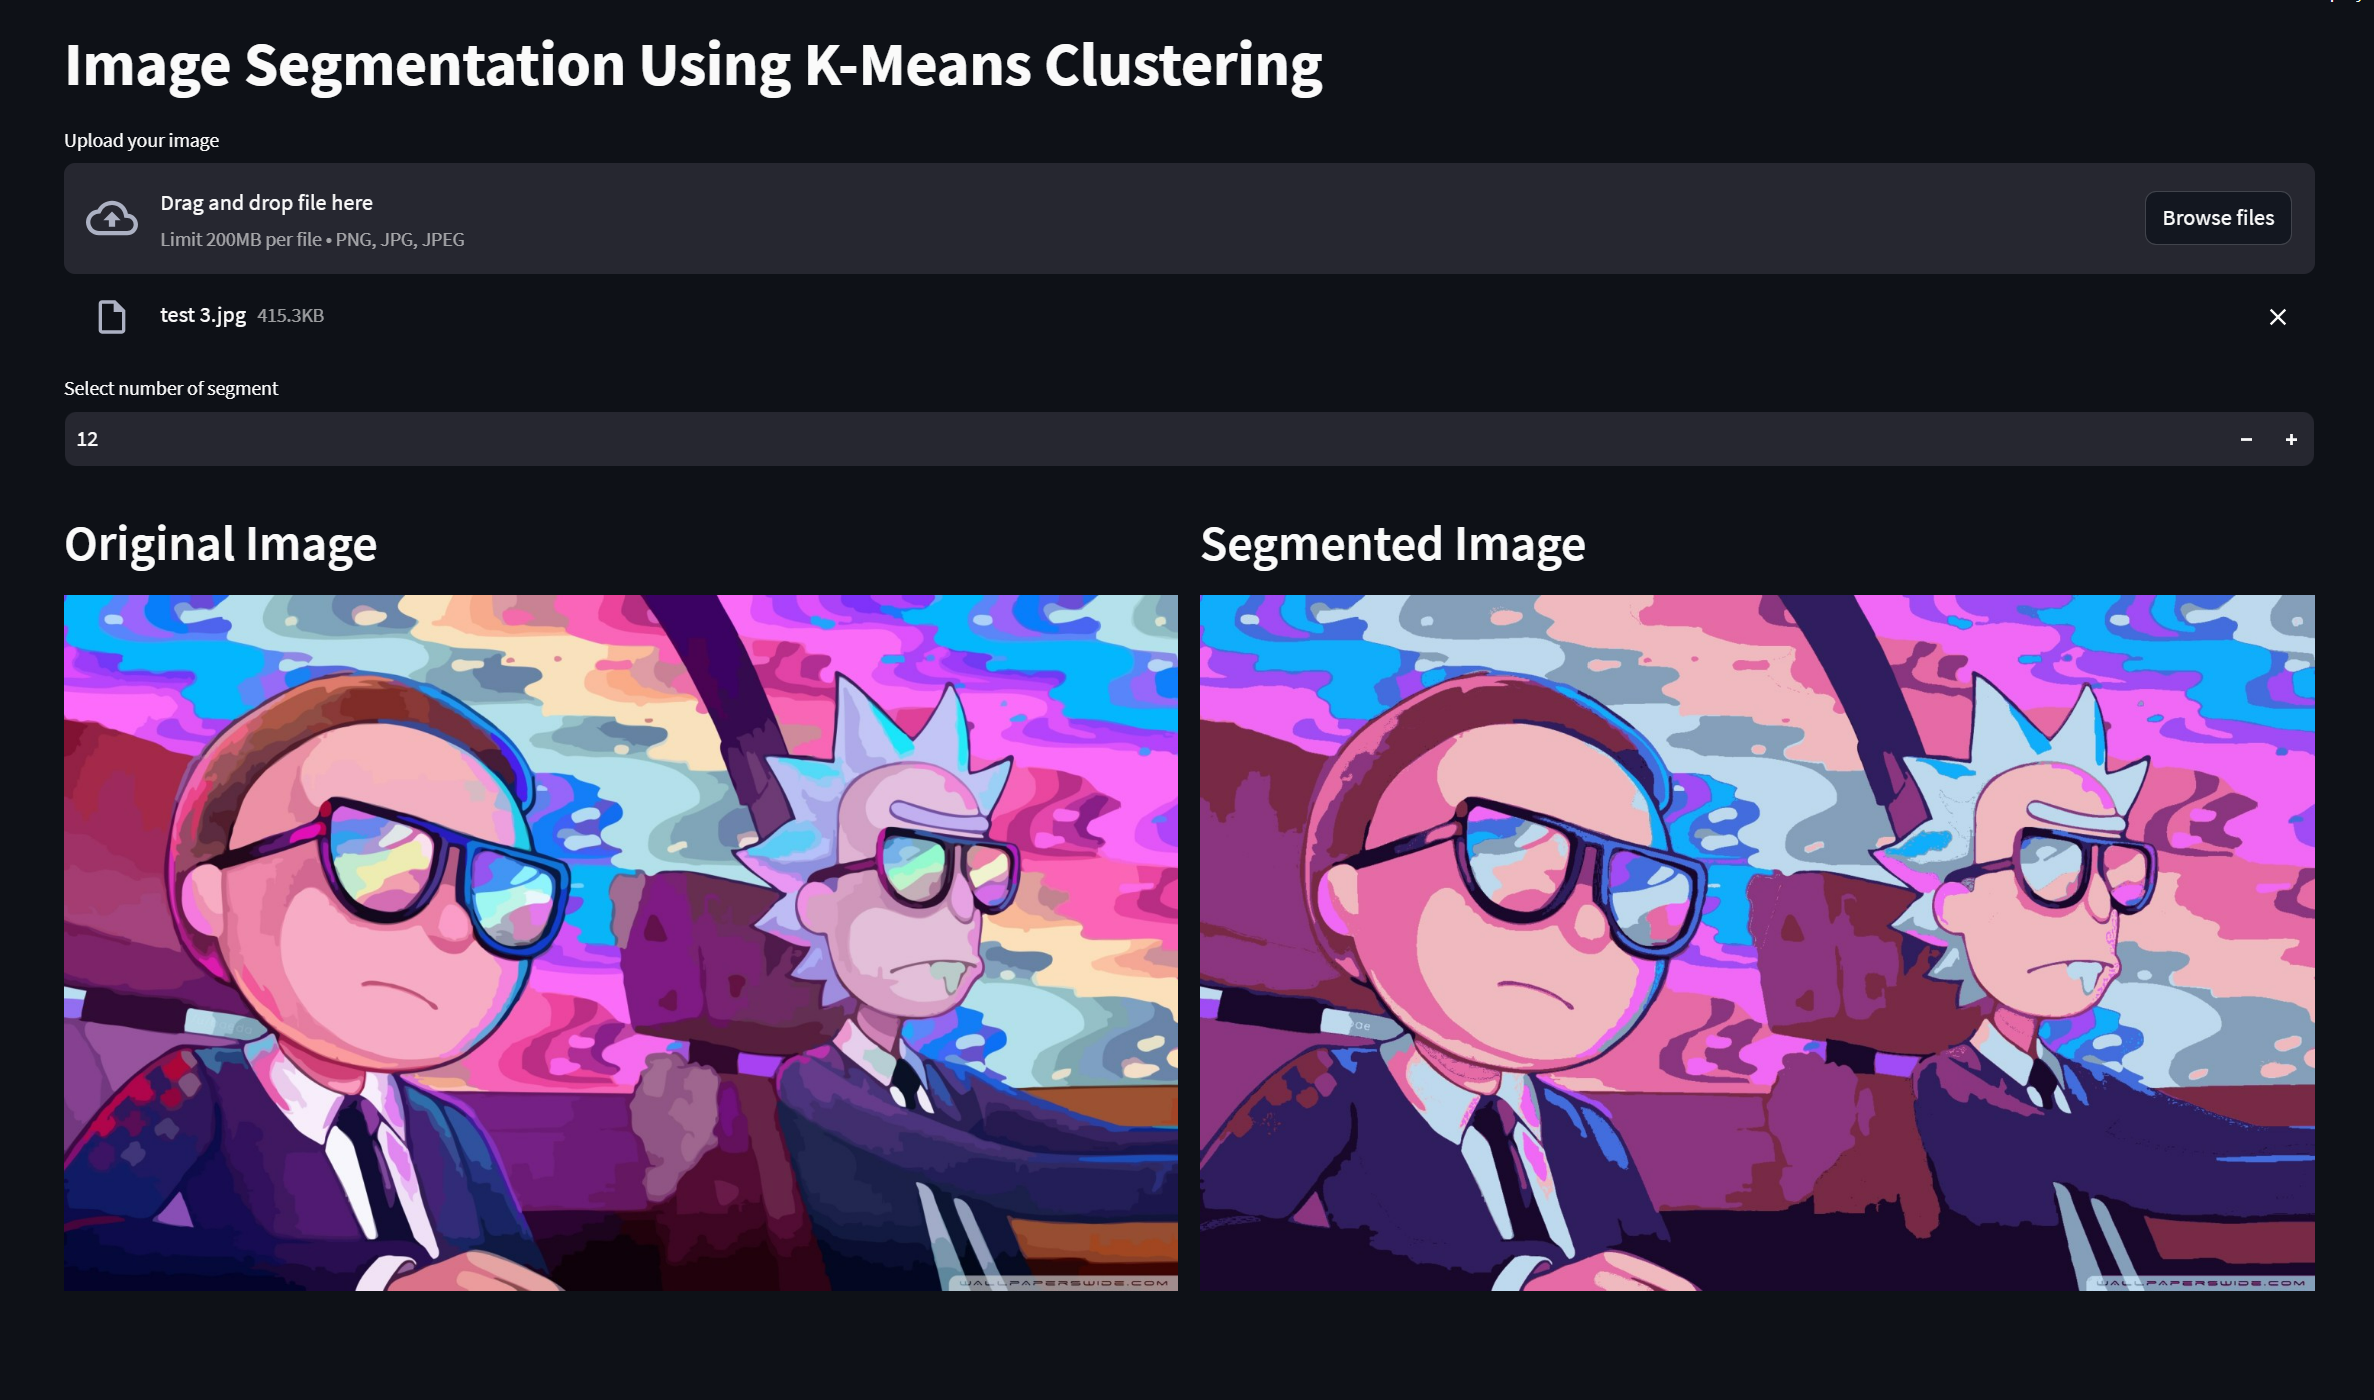 Image Segmentation Using K-Means Clustering
Upload your image
Drag and drop file here
Limit 200MB per file • PNG, JPG, JPEG
Browse files
test 3.jpg 415.3KB
Select number of segment
12
Original Image
Segmented Image
WALLPAPERSWIDE.COM
WALLPAPERSWIDE.COM